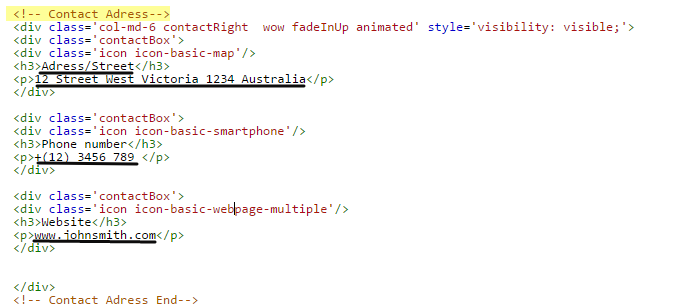 <!-- Contact Adress-->
<div class='col-md-6 contactRight  wow fadeInUp animated' style='visibility: visible;'>
<div class='contactBox'>
<div class='icon icon-basic-map'/>
<h3>Adress/Street</h3>
<p>12 Street West Victoria 1234 Australia</p>
</div>
<div class='contactBox'>
<div class='icon icon-basic-smartphone'/>
<h3>Phone number</h3>
<p>+(12) 3456 789 </p>
</div>
<div class='contactBox'>
<div class='icon icon-basic-webpage-multiple'/>
<h3>Website</h3>
<p>www.johnsmith.com</p>
</div>
</div>
<!-- Contact Adress End-->